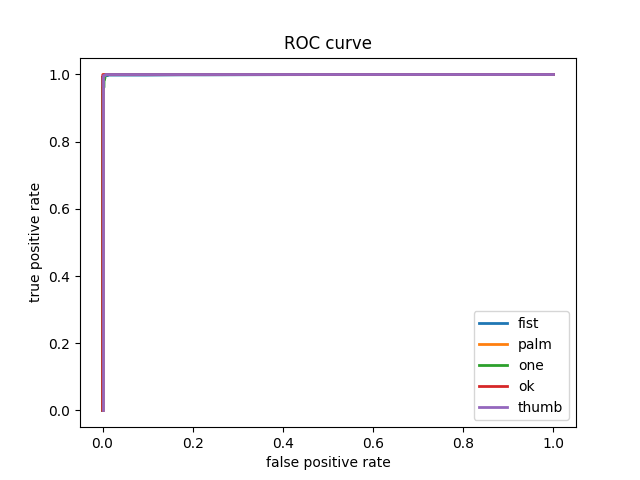 ROC curve
1.0
0.8
0.6
0.4
0.2
0.0
true positive rate
fist
palm
one
ok
thumb
0.0 0.2 0.4 0.6 0.8 1.0
false positive rate